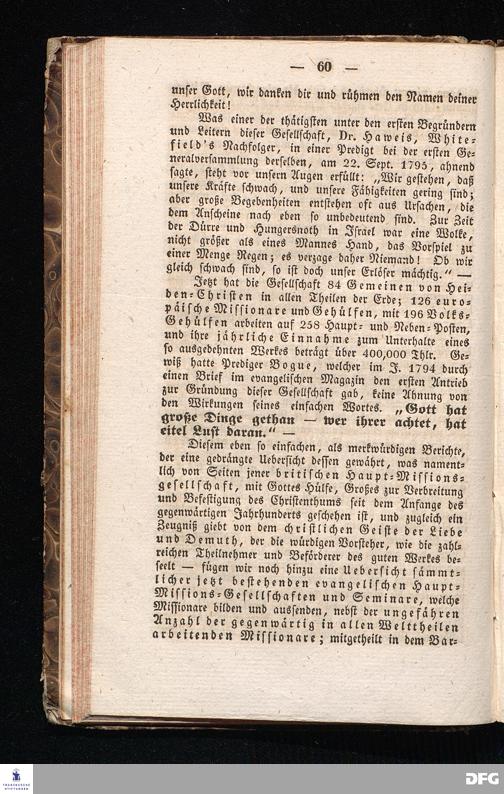 — 60 —
unser Gott, wir danken dir und rühmen den Namen deiner
Herrlichkeit!
Was einer der thätigsten unter den ersten Begründern
und Leitern dieser Gesellschaft, Dr. Haweis, White-
field's Nachfolger, in einer Predigt bei der ersten Ge-
neralversammlung derselben, am 22. Sept. 1795, ahnend
sagte, steht vor unsern Augen erfüllt: „Wir gestehen, daß
unsere Kräfte schwach, und unsere Fähigkeiten gering sind;
aber große Begebenheiten entstehen oft aus Ursachen, die
dem Anscheine nach eben so unbedeutend sind. Zur Zeit
der Dürre und Hungersnoth in Israel war eine Wolke,
nicht größer als eines Mannes Hand, das Vorspiel zu
einer Menge Regen; es verzage daher Niemand! Ob wir
gleich schwach sind, so ist doch unser Erlöser mächtig.“ —
Jetzt hat die Gesellschaft 84 Gemeinen von Hei-
den-Christen in allen Theilen der Erde; 126 euro-
päische Missionare und Gehülfen, mit 196 Volks-
Gehülfen arbeiten auf 258 Haupt- und Neben-Posten,
und ihre jährliche Einnahme zum Unterhalte eines
so ausgedehnten Werkes beträgt über 400,000 Thlr. Ge-
wiß hatte Prediger Bogue, welcher im J. 1794 durch
einen Brief im evangelischen Magazin den ersten Antrieb
zur Gründung dieser Gesellschaft gab, keine Ahnung von
den Wirkungen seines einfachen Wortes. „Gott hat
große Dinge gethan — wer ihrer achtet, hat
eitel Lust daran.“ —
Diesem eben so einfachen, als merkwürdigen Berichte,
der eine gedrängte Uebersicht dessen gewährt, was nament-
lich von Seiten jener britischen Haupt-Missions-
gesellschaft, mit Gottes Hülfe, Großes zur Verbreitung
und Befestigung des Christenthums seit dem Anfange des
gegenwärtigen Jahrhunderts geschehen ist, und zugleich ein
Zeugniß giebt von dem christlichen Geiste der Liebe
und Demuth, der die würdigen Vorsteher, wie die zahl-
reichen Theilnehmer und Beförderer des guten Werkes be-
seelt — fügen wir noch hinzu eine Uebersicht sämmt-
licher jetzt bestehenden evangelischen Haupt-
Missions-Gesellschaften und Seminare, welche
Missionare bilden und aussenden, nebst der ungefähren
Anzahl der gegenwärtig in allen Welttheilen
arbeitenden Missionare; mitgetheilt in dem Bar-
FRANCKESCHE
STIFTUNGEN
DFG